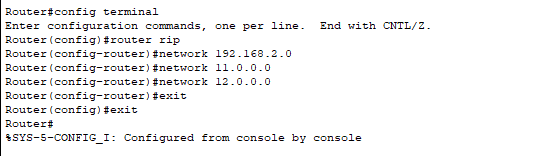 Router#config terminal
Enter configuration commands, one per line.  End with CNTL/Z.
Router(config)#router rip
Router(config-router)#network 192.168.2.0
Router(config-router)#network 11.0.0.0
Router(config-router)#network 12.0.0.0
Router(config-router)#exit
Router(config)#exit
Router#
%SYS-5-CONFIG_I: Configured from console by console